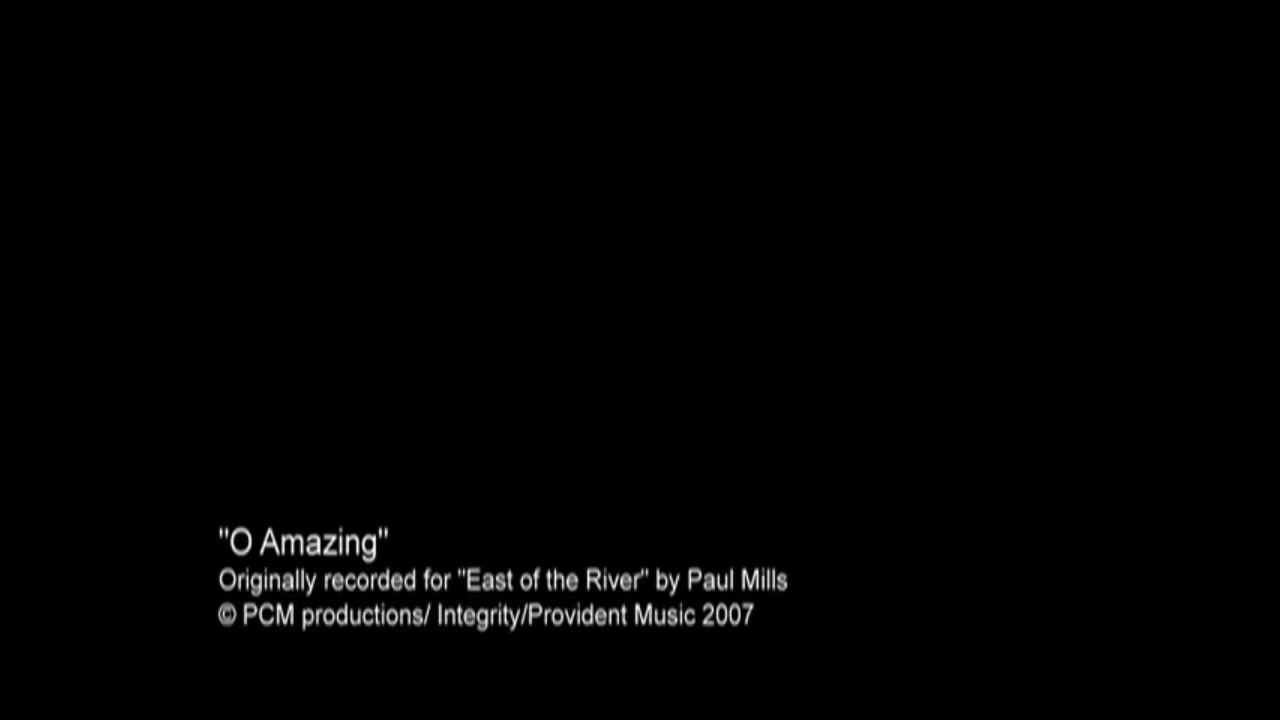 "O Amazing"
Originally recorded for "East of the River" by Paul Mills
© PCM productions/ Integrity/Provident Music 2007